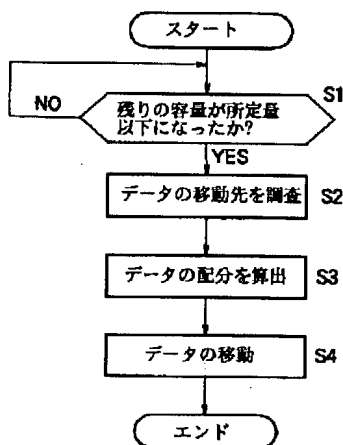 スタート
S1
NO
残りの容量が所定量
以下になったか?
YES
データの移動先を調査
S2
データの配分を算出
S3
データの移動
S4
エンド